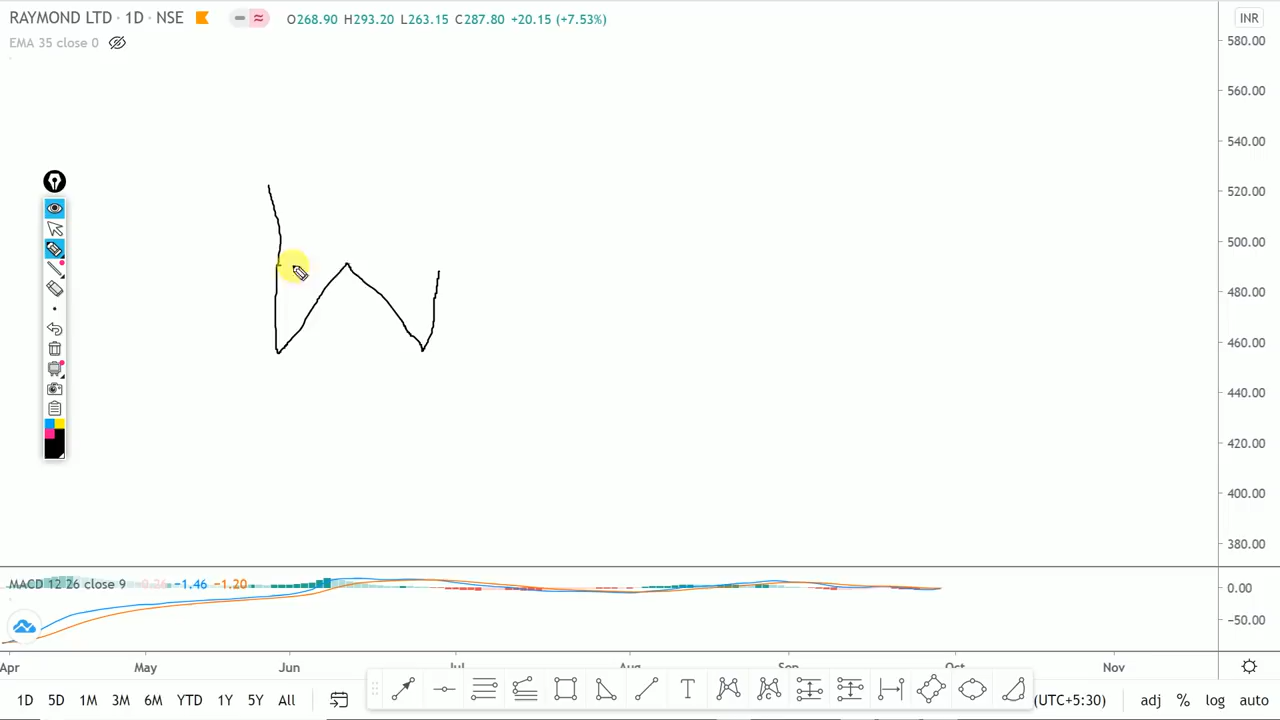 RAYMOND LTD · 1D · NSE
O268.90 H293.20 L263.15 C287.80 +20.15 (+7.53%)
INR
EMA 35 close 0
580.00
560.00
540.00
520.00
500.00
480.00
460.00
440.00
420.00
400.00
380.00
MACD 12 26 close 9 −0.26 −1.46 −1.20
0.00
−50.00
Apr May Jun Jul Aug Sep Oct Nov
1D 5D 1M 3M 6M YTD 1Y 5Y All
T
(UTC+5:30) adj % log auto